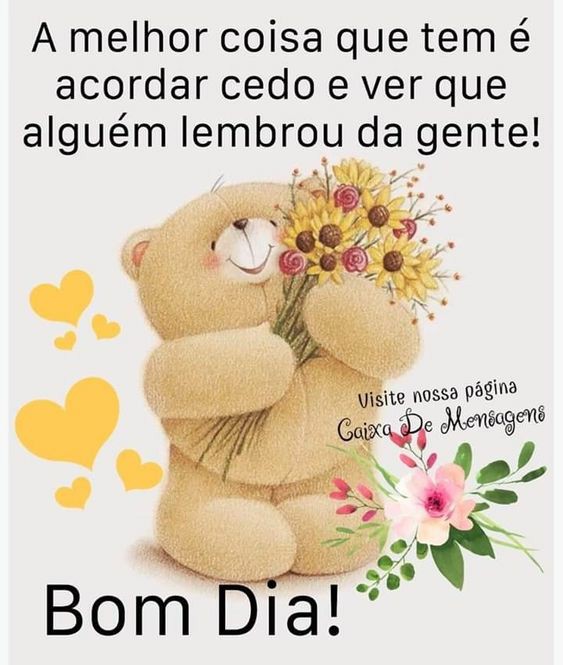 A melhor coisa que tem é
acordar cedo e ver que
alguém lembrou da gente!
Visite nossa página
Caixa De Mensagens
Bom Dia!